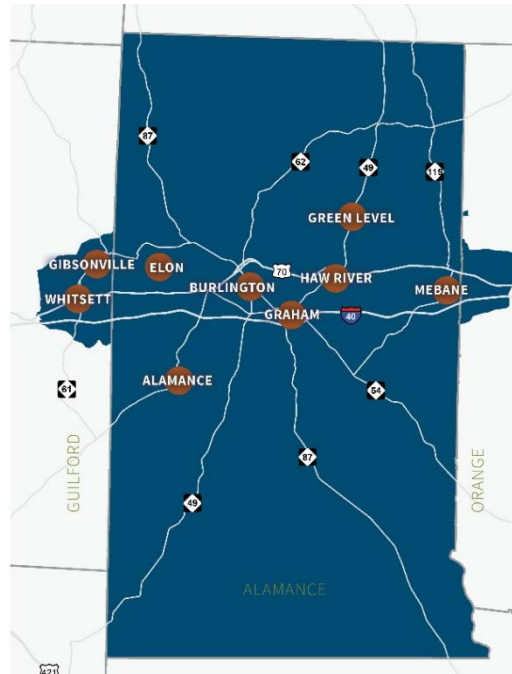 87
62
49
119
GREEN LEVEL
GIBSONVILLE
ELON
70
HAW RIVER
WHITSETT
BURLINGTON
MEBANE
GRAHAM
40
ALAMANCE
61
54
GUILFORD
87
ORANGE
49
ALAMANCE
421